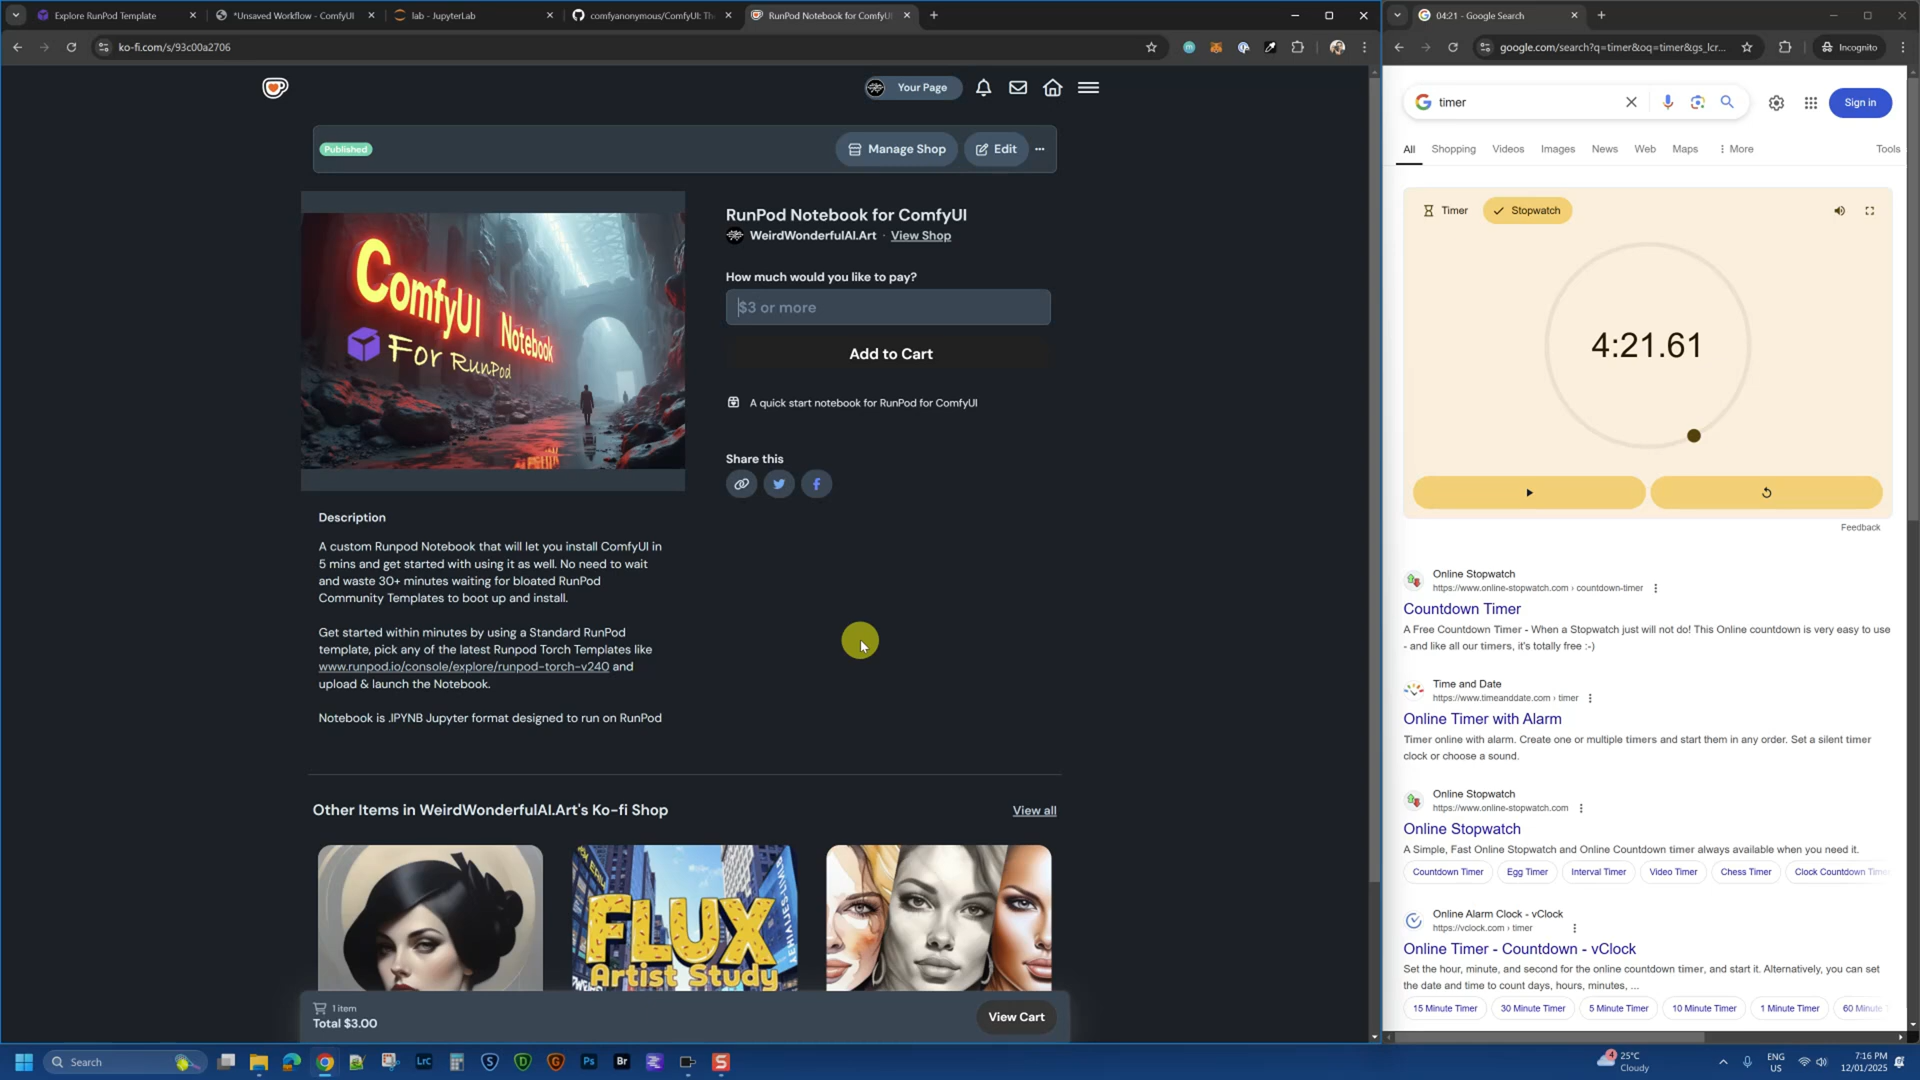 Explore RunPod Template
*Unsaved Workflow - ComfyUI
lab - JupyterLab
comfyanonymous/ComfyUI: Th
RunPod Notebook for ComfyUI
ko-fi.com/s/93c00a2706
Your Page
Published
Manage Shop
Edit
ComfyUI Notebook
For RunPod
RunPod Notebook for ComfyUI
WeirdWonderfulAI.Art · View Shop
How much would you like to pay?
$3 or more
Add to Cart
A quick start notebook for RunPod for ComfyUI
Share this
Description
A custom Runpod Notebook that will let you install ComfyUI in
5 mins and get started with using it as well. No need to wait
and waste 30+ minutes waiting for bloated RunPod
Community Templates to boot up and install.
Get started within minutes by using a Standard RunPod
template, pick any of the latest Runpod Torch Templates like
www.runpod.io/console/explore/runpod-torch-v240 and
upload & launch the Notebook.
Notebook is .IPYNB Jupyter format designed to run on RunPod
Other Items in WeirdWonderfulAI.Art's Ko-fi Shop
View all
FLUX
Artist Study
1 item
Total $3.00
View Cart
04:21 - Google Search
google.com/search?q=timer&oq=timer&gs_lcr...
Incognito
timer
Sign in
All
Shopping
Videos
Images
News
Web
Maps
More
Tools
Timer
Stopwatch
4:21.61
Feedback
Online Stopwatch
https://www.online-stopwatch.com › countdown-timer
Countdown Timer
A Free Countdown Timer - When a Stopwatch just will not do! This Online countdown is very easy to use
- and like all our timers, it's totally free :-)
Time and Date
https://www.timeanddate.com › timer
Online Timer with Alarm
Timer online with alarm. Create one or multiple timers and start them in any order. Set a silent timer
clock or choose a sound.
Online Stopwatch
https://www.online-stopwatch.com
Online Stopwatch
A Simple, Fast Online Stopwatch and Online Countdown timer always available when you need it.
Countdown Timer
Egg Timer
Interval Timer
Video Timer
Chess Timer
Clock Countdown Time
Online Alarm Clock - vClock
https://vclock.com › timer
Online Timer - Countdown - vClock
Set the hour, minute, and second for the online countdown timer, and start it. Alternatively, you can set
the date and time to count days, hours, minutes, ...
15 Minute Timer
30 Minute Timer
5 Minute Timer
10 Minute Timer
1 Minute Timer
60 Minute
Search
LrC
S
D
G
Ps
Br
S
4
25°C
Cloudy
ENG
US
7:16 PM
12/01/2025